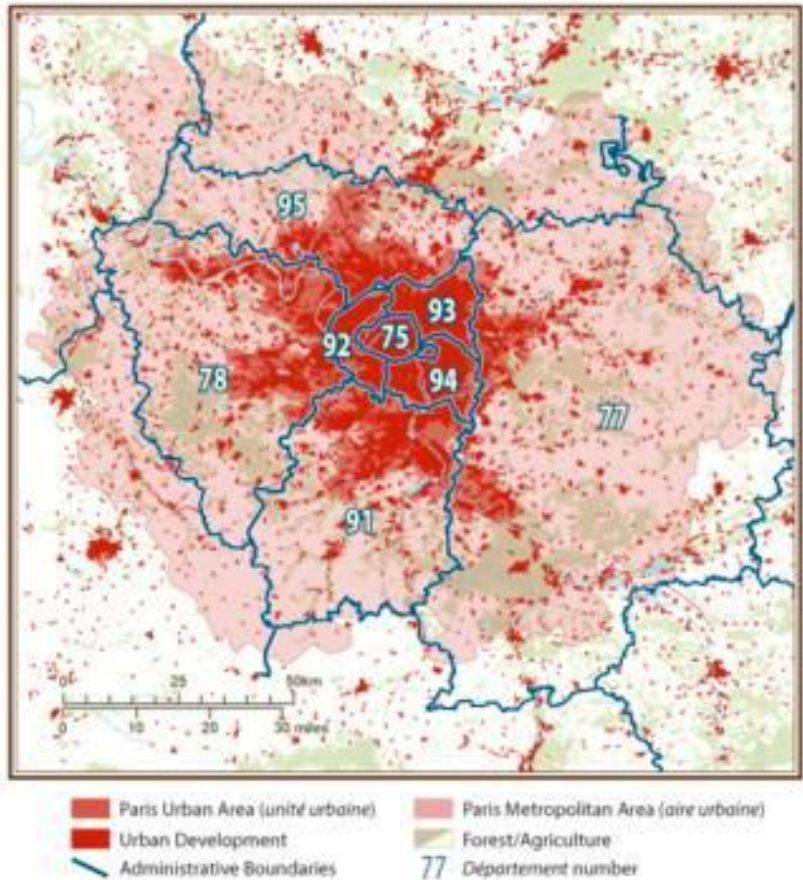 95
93
92
75
94
78
77
91
0 25 50km
0 10 20 30 miles
Paris Urban Area (unité urbaine)
Paris Metropolitan Area (aire urbaine)
Urban Development
Forest/Agriculture
Administrative Boundaries
77 Département number